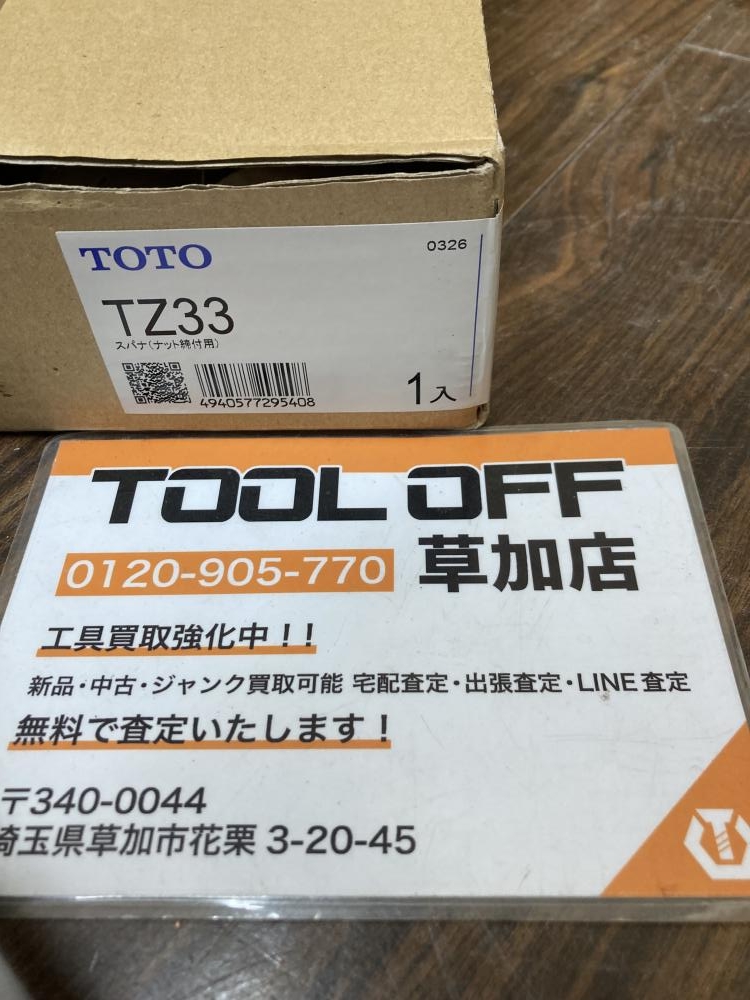 TOTO
0326
TZ33
スパナ(ナット締付用)
4940577295408
1入
TOOL OFF
0120-905-770 草加店
工具買取強化中!!
新品・中古・ジャンク買取可能 宅配査定・出張査定・LINE査定
無料で査定いたします!
〒340-0044
埼玉県草加市花栗 3-20-45